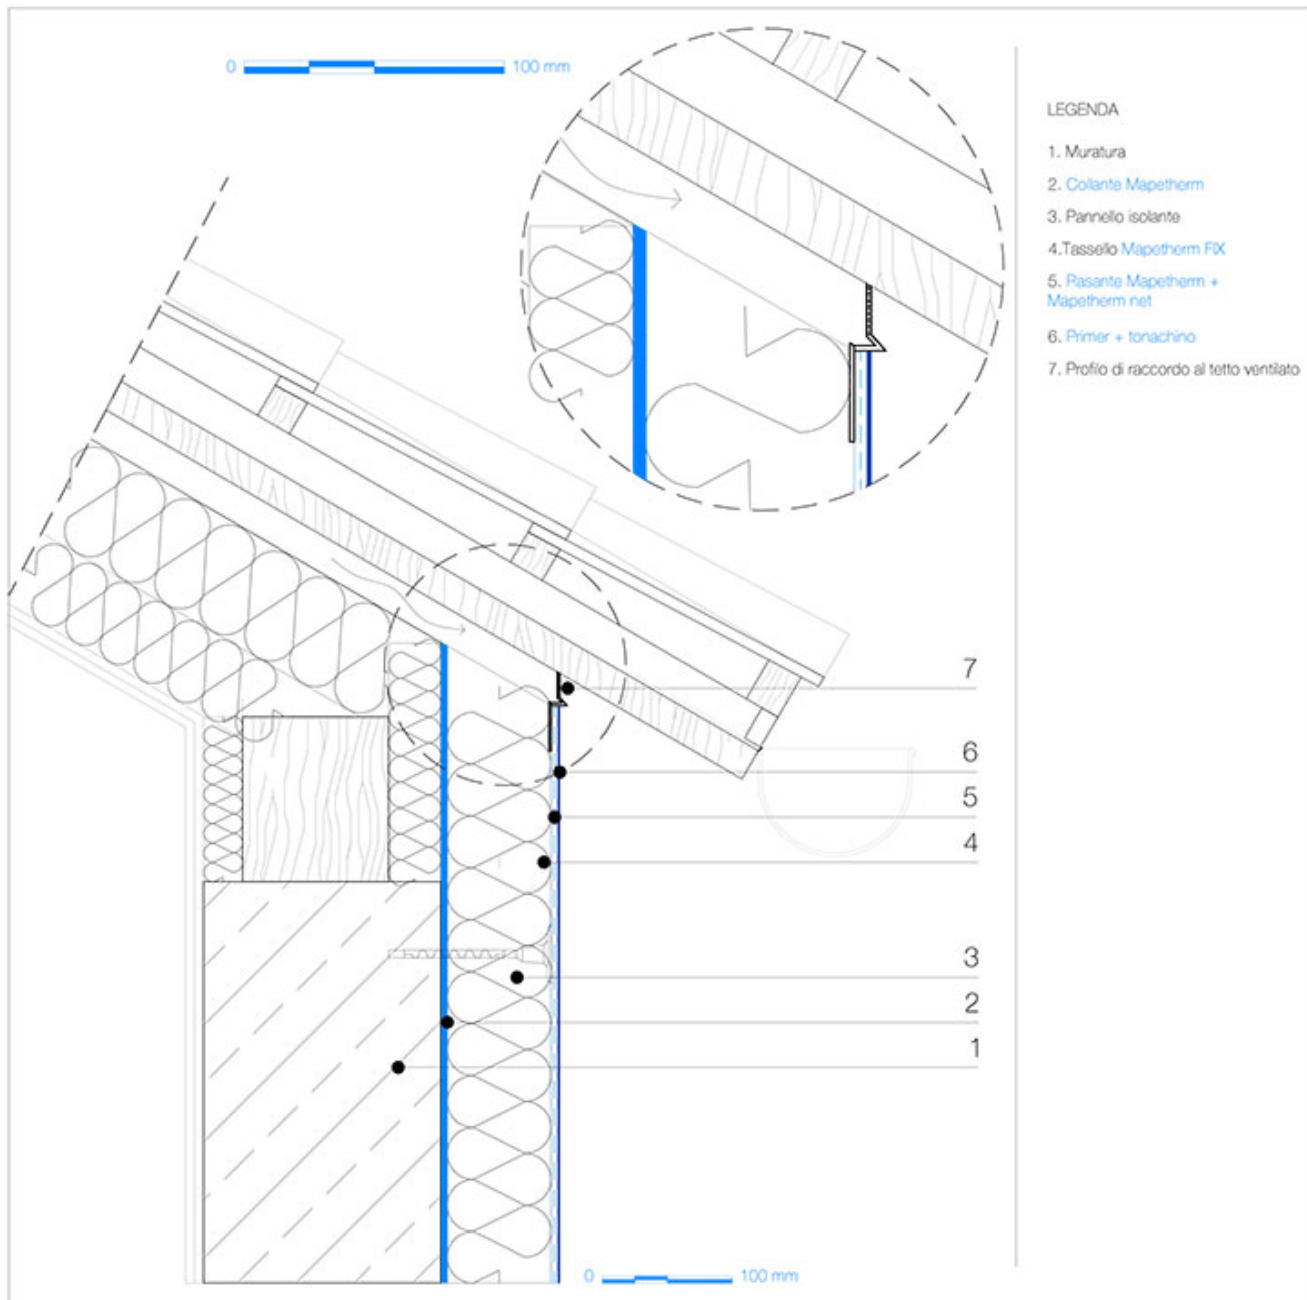 0 100 mm
LEGENDA
1. Muratura
2. Collante Mapetherm
3. Pannello isolante
4.Tassello Mapetherm FIX
5. Rasante Mapetherm +
Mapetherm net
6. Primer + tonachino
7. Profilo di raccordo al tetto ventilato
7
6
5
4
3
2
1
0 100 mm